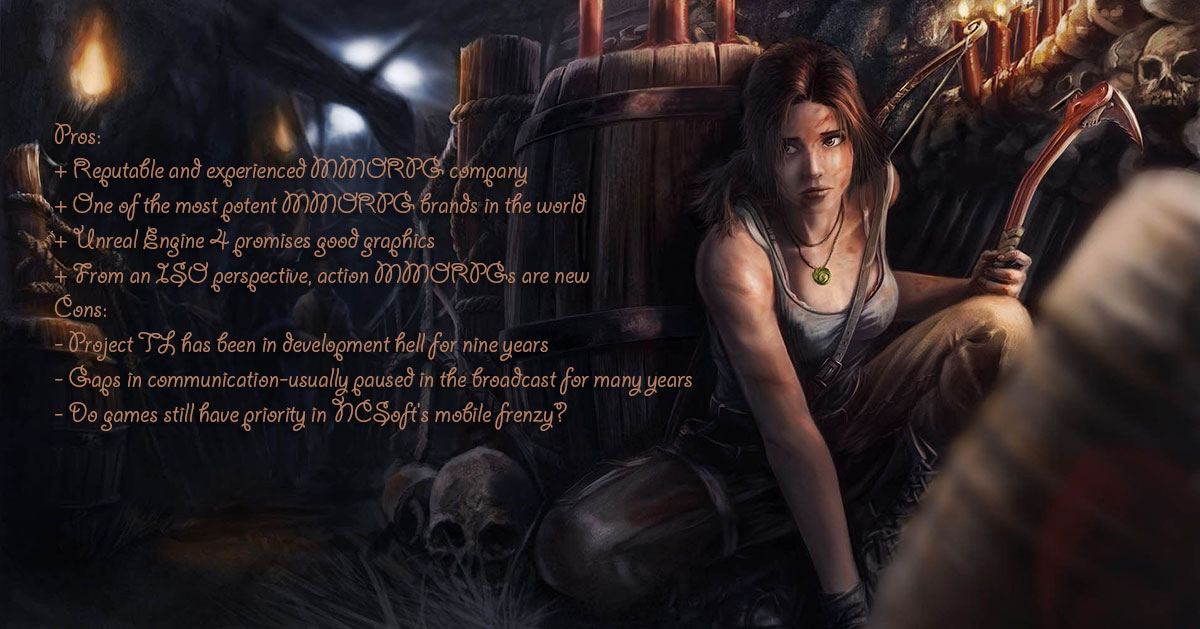 Pros:
+ Reputable and experienced MMORPG company
+ One of the most potent MMORPG brands in the world
+ Unreal Engine 4 promises good graphics
+ From an ISO perspective, action MMORPGs are new
Cons:
- Project TL has been in development hell for nine years
- Gaps in communication-usually paused in the broadcast for many years
- Do games still have priority in NCSoft's mobile frenzy?